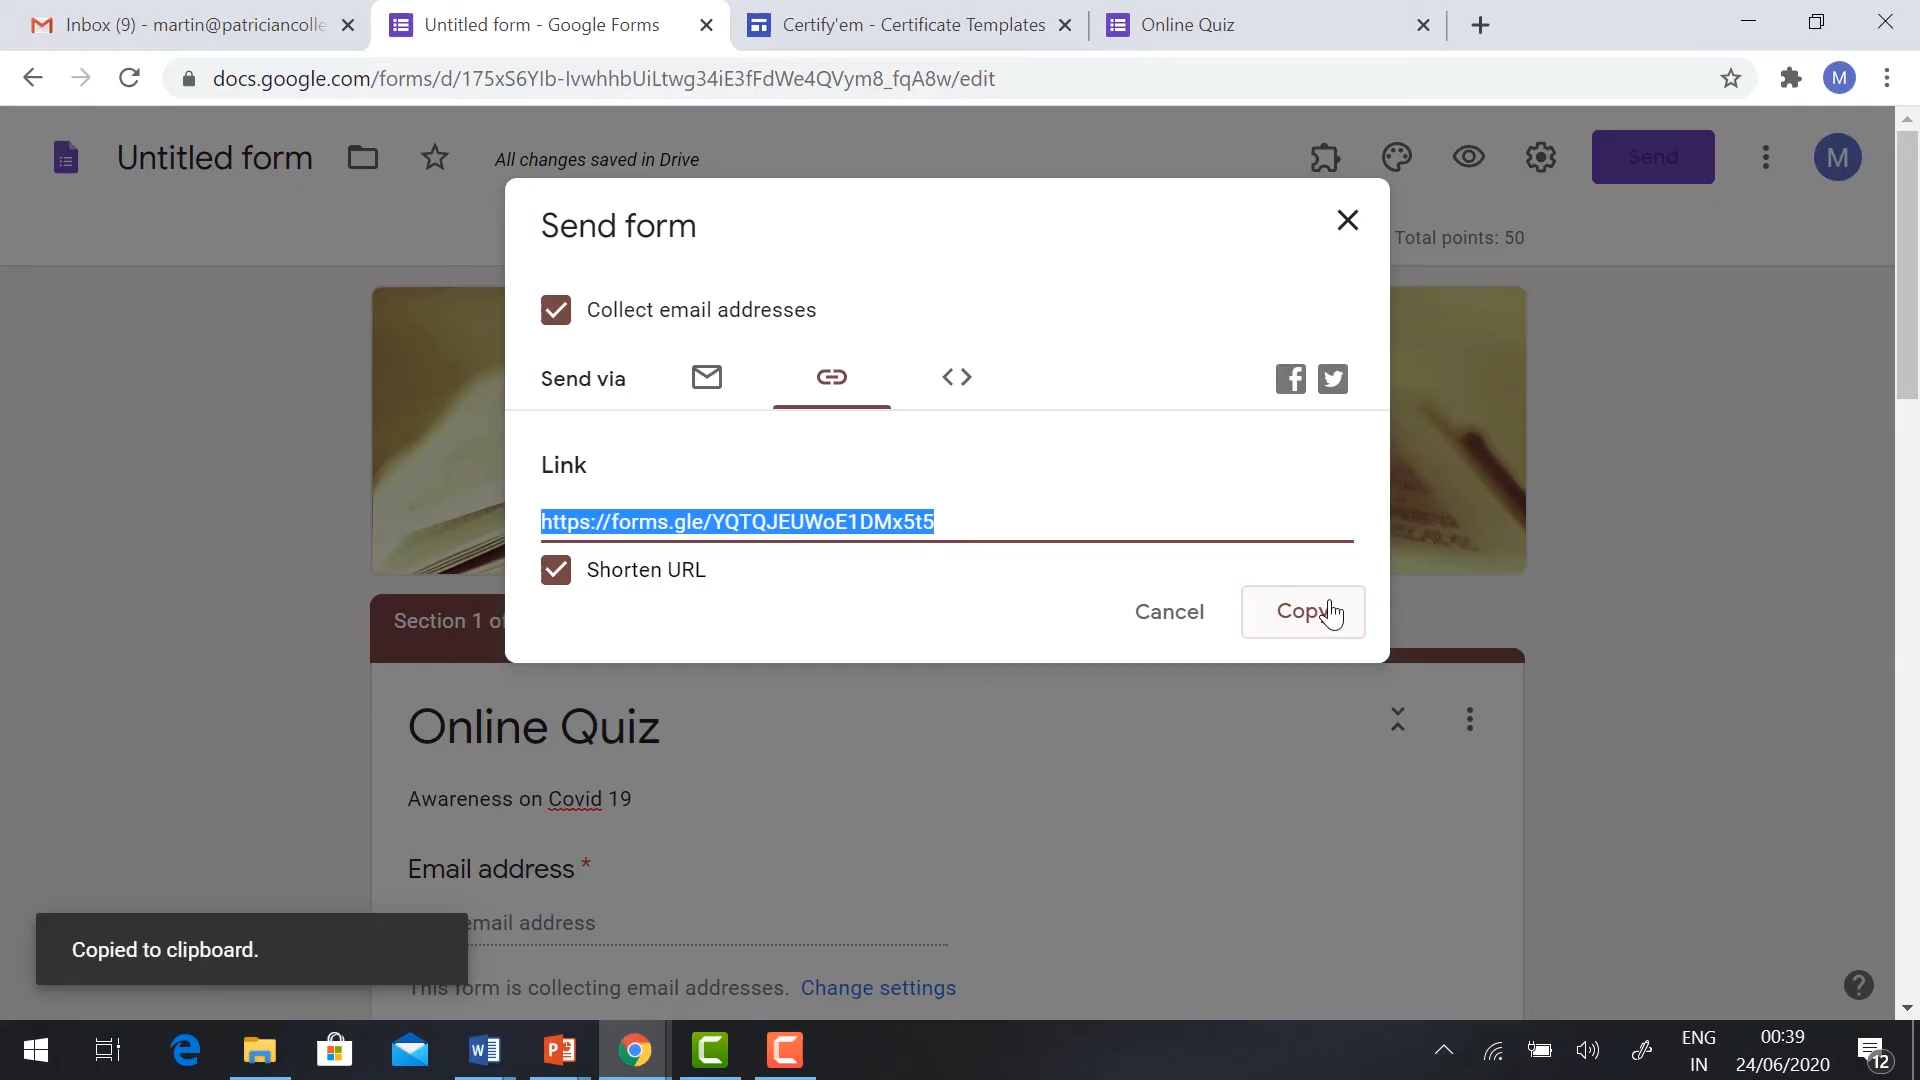 Inbox (9) - martin@patriciancolle
Untitled form - Google Forms
Certify'em - Certificate Templates
Online Quiz
docs.google.com/forms/d/175xS6YIb-IvwhhbUiLtwg34iE3fFdWe4QVym8_fqA8w/edit
M
Untitled form
All changes saved in Drive
Send
M
Send form
Total points: 50
Collect email addresses
Send via
Link
https://forms.gle/YQTQJEUWoE1DMx5t5
Shorten URL
Cancel
Copy
Section 1 of
Online Quiz
Awareness on Covid 19
Email address *
email address
Copied to clipboard.
This form is collecting email addresses. Change settings
ENG
IN
00:39
24/06/2020
12